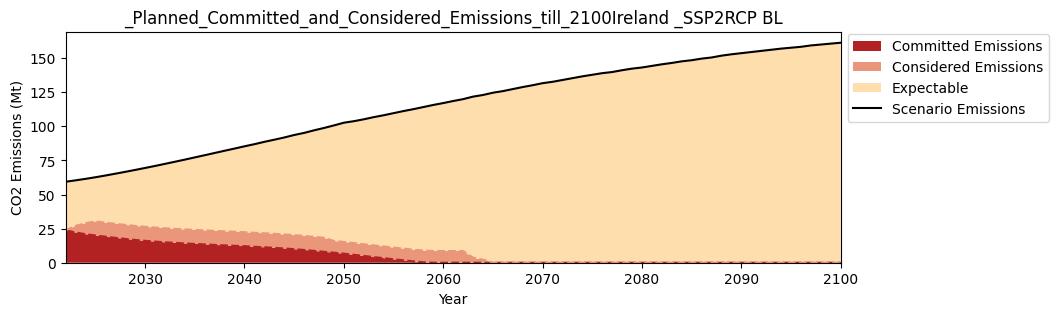 _Planned_Committed_and_Considered_Emissions_till_2100Ireland _SSP2RCP BL
CO2 Emissions (Mt)
150
125
100
75
50
25
0
2030 2040 2050 2060 2070 2080 2090 2100
Year
Committed Emissions
Considered Emissions
Expectable
Scenario Emissions